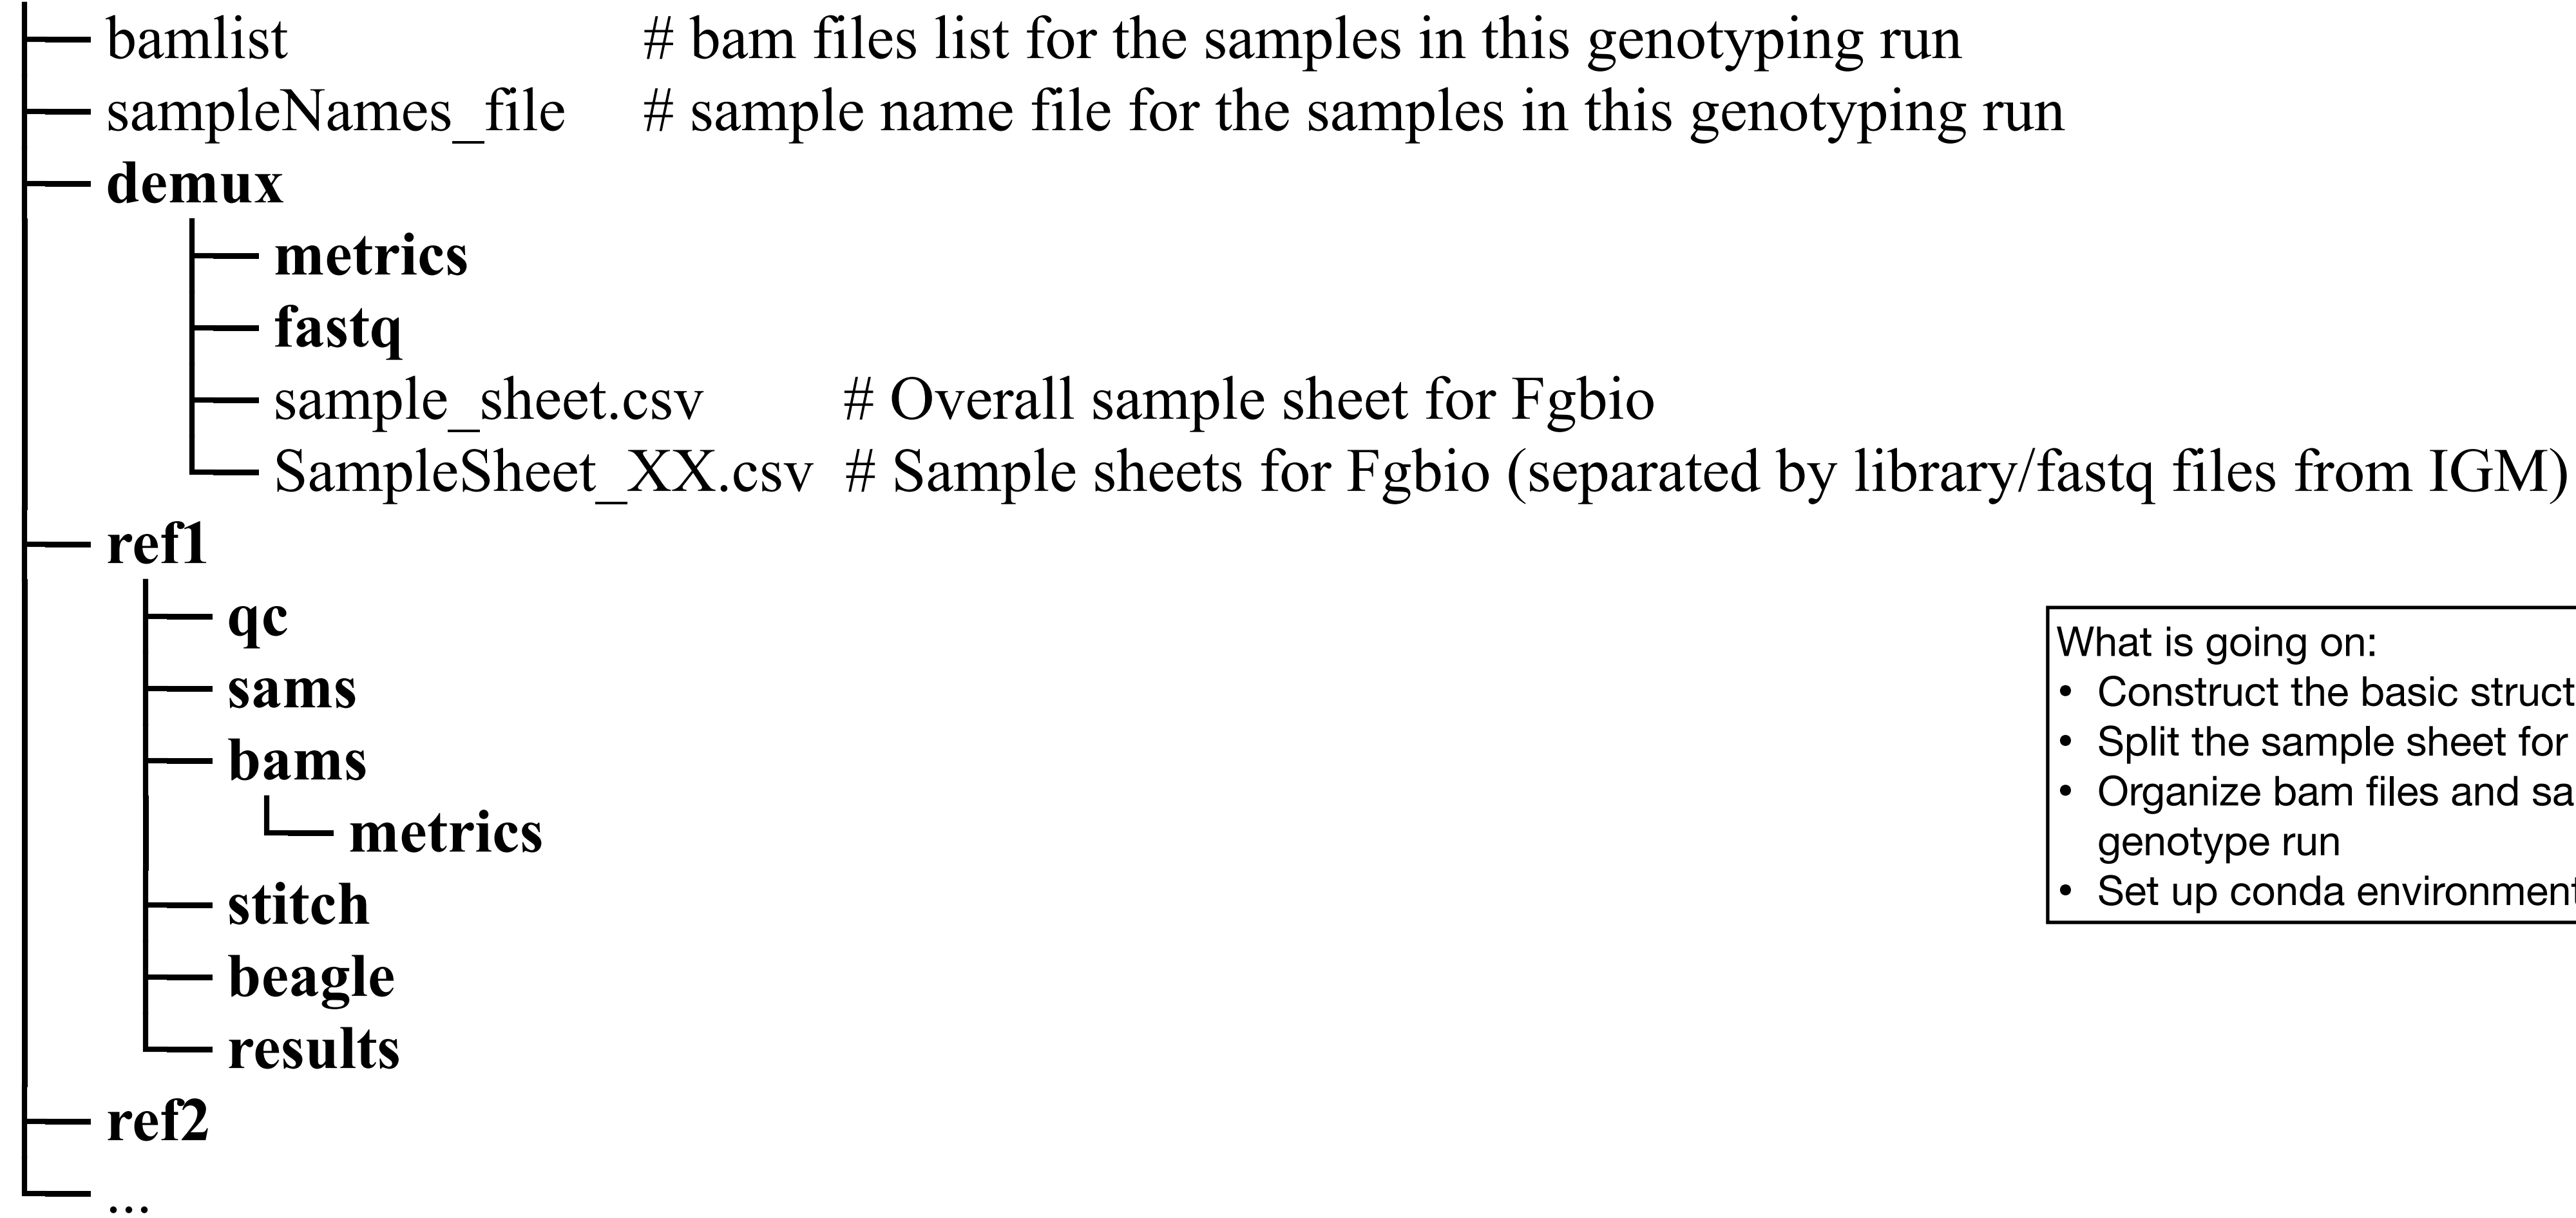 bamlist # bam files list for the samples in this genotyping run
sampleNames_file # sample name file for the samples in this genotyping run
demux
metrics
fastq
sample_sheet.csv # Overall sample sheet for Fgbio
SampleSheet_XX.csv # Sample sheets for Fgbio (separated by library/fastq files from IGM)
ref1
qc
sams
bams
metrics
stitch
beagle
results
ref2
...
What is going on:
• Construct the basic struct
• Split the sample sheet for
• Organize bam files and sa
genotype run
• Set up conda environment